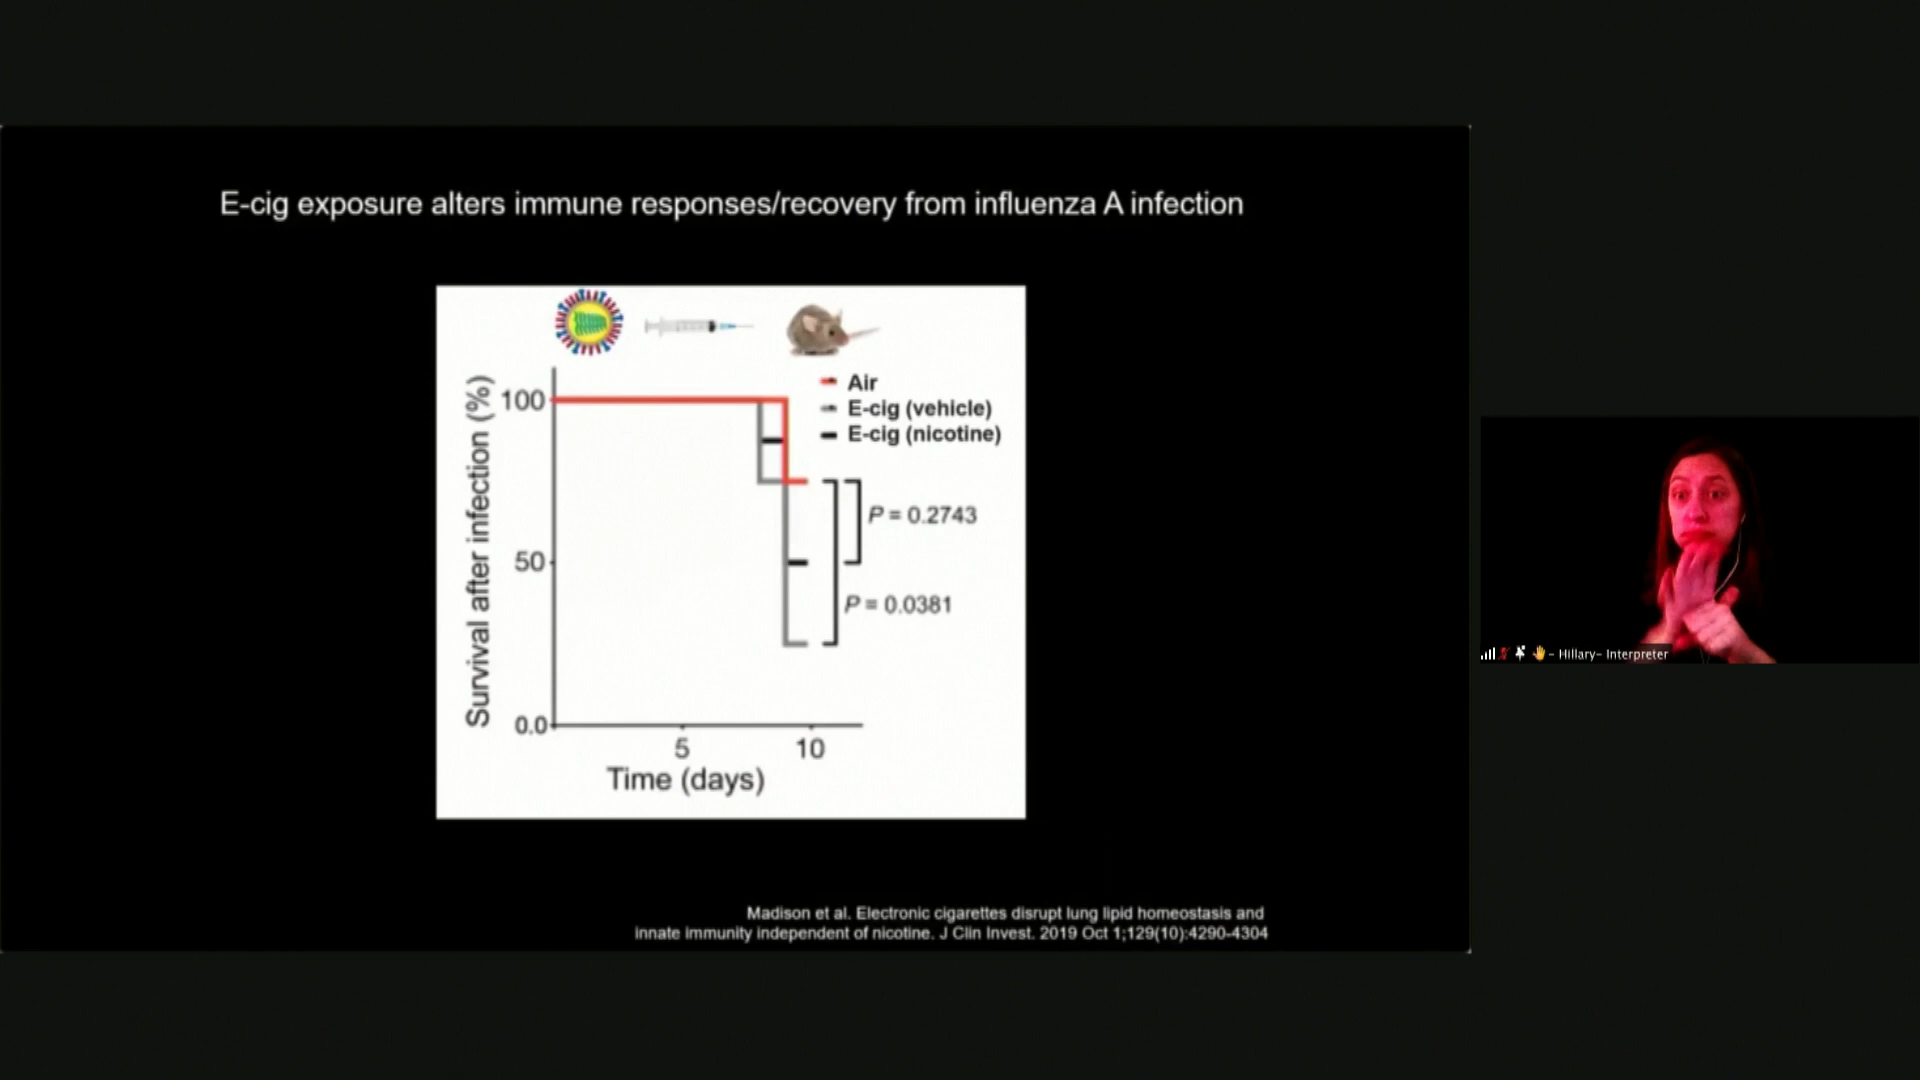 E-cig exposure alters immune responses/recovery from influenza A infection
Air
E-cig (vehicle)
E-cig (nicotine)
Survival after infection (%)
100
50
0.0
P = 0.2743
P = 0.0381
5
10
Time (days)
Madison et al. Electronic cigarettes disrupt lung lipid homeostasis and
innate immunity independent of nicotine. J Clin Invest. 2019 Oct 1;129(10):4290-4304
- Hillary- Interpreter